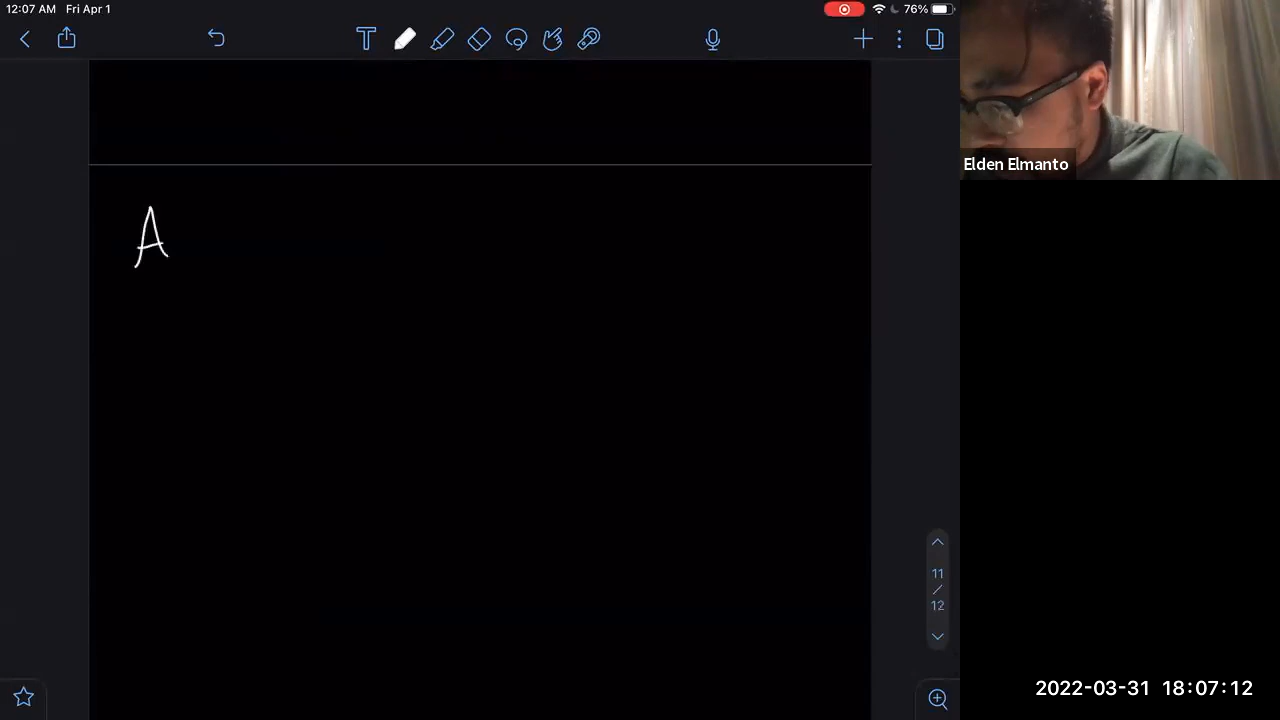 12:07 AM Fri Apr 1
76%
T
A
Elden Elmanto
11
/
12
2022-03-31 18:07:12